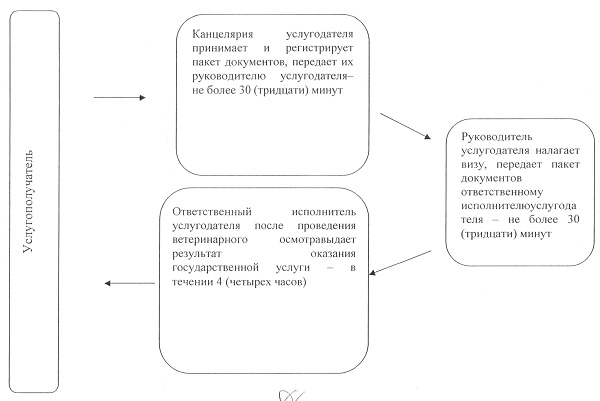 Услугополучатель
Канцелярия услугодателя
принимает и регистрирует
пакет документов, передает их
руководителю услугодателя–
не более 30 (тридцати) минут
Руководитель
услугодателя налагает
визу, передает пакет
документов
ответственному
исполнителюуслугода
теля – не более 30
(тридцати) минут
Ответственный исполнитель
услугодателя после проведения
ветеринарного осмотравыдает
результат оказания
государственной услуги – в
течении 4 (четырех часов)